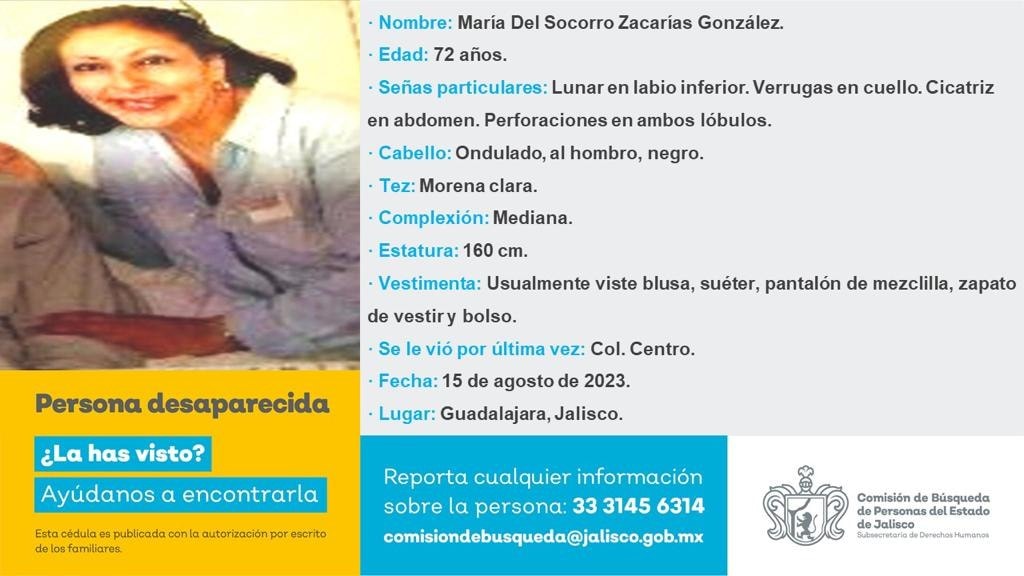 · Nombre: María Del Socorro Zacarías González.
· Edad: 72 años.
· Señas particulares: Lunar en labio inferior. Verrugas en cuello. Cicatriz
en abdomen. Perforaciones en ambos lóbulos.
· Cabello: Ondulado, al hombro, negro.
· Tez: Morena clara.
· Complexión: Mediana.
· Estatura: 160 cm.
· Vestimenta: Usualmente viste blusa, suéter, pantalón de mezclilla, zapato
de vestir y bolso.
· Se le vió por última vez: Col. Centro.
· Fecha: 15 de agosto de 2023.
· Lugar: Guadalajara, Jalisco.
Persona desaparecida
¿La has visto?
Ayúdanos a encontrarla
Esta cédula es publicada con la autorización por escrito
de los familiares.
Reporta cualquier información
sobre la persona: 33 3145 6314
comisiondebusqueda@jalisco.gob.mx
Comisión de Búsqueda
de Personas del Estado
de Jalisco
Subsecretaría de Derechos Humanos